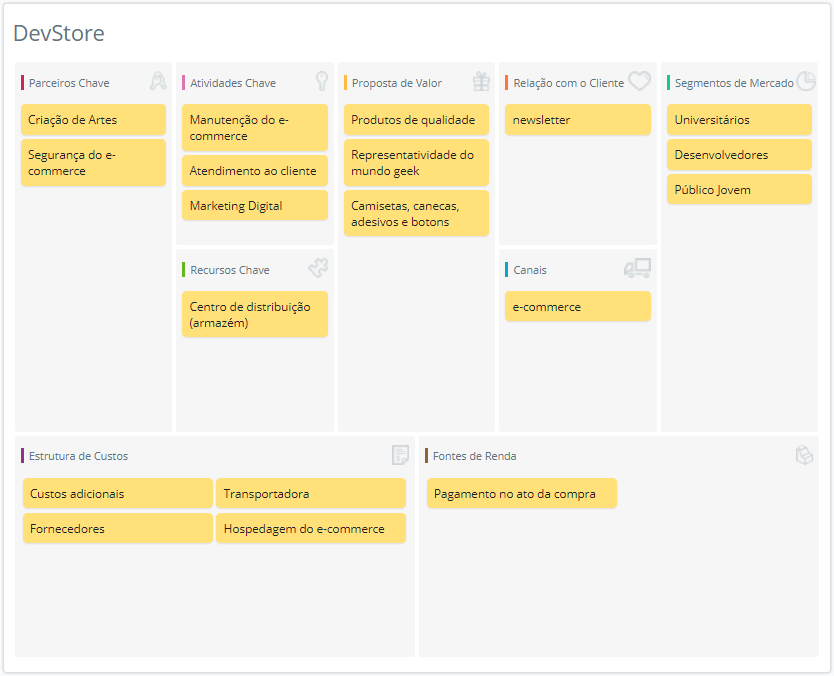 DevStore
Parceiros Chave
Criação de Artes
Segurança do e-
commerce
Atividades Chave
Manutenção do e-
commerce
Atendimento ao cliente
Marketing Digital
Recursos Chave
Centro de distribuição
(armazém)
Proposta de Valor
Produtos de qualidade
Representatividade do
mundo geek
Camisetas, canecas,
adesivos e botons
Relação com o Cliente
newsletter
Canais
e-commerce
Segmentos de Mercado
Universitários
Desenvolvedores
Público Jovem
Estrutura de Custos
Custos adicionais
Transportadora
Fornecedores
Hospedagem do e-commerce
Fontes de Renda
Pagamento no ato da compra